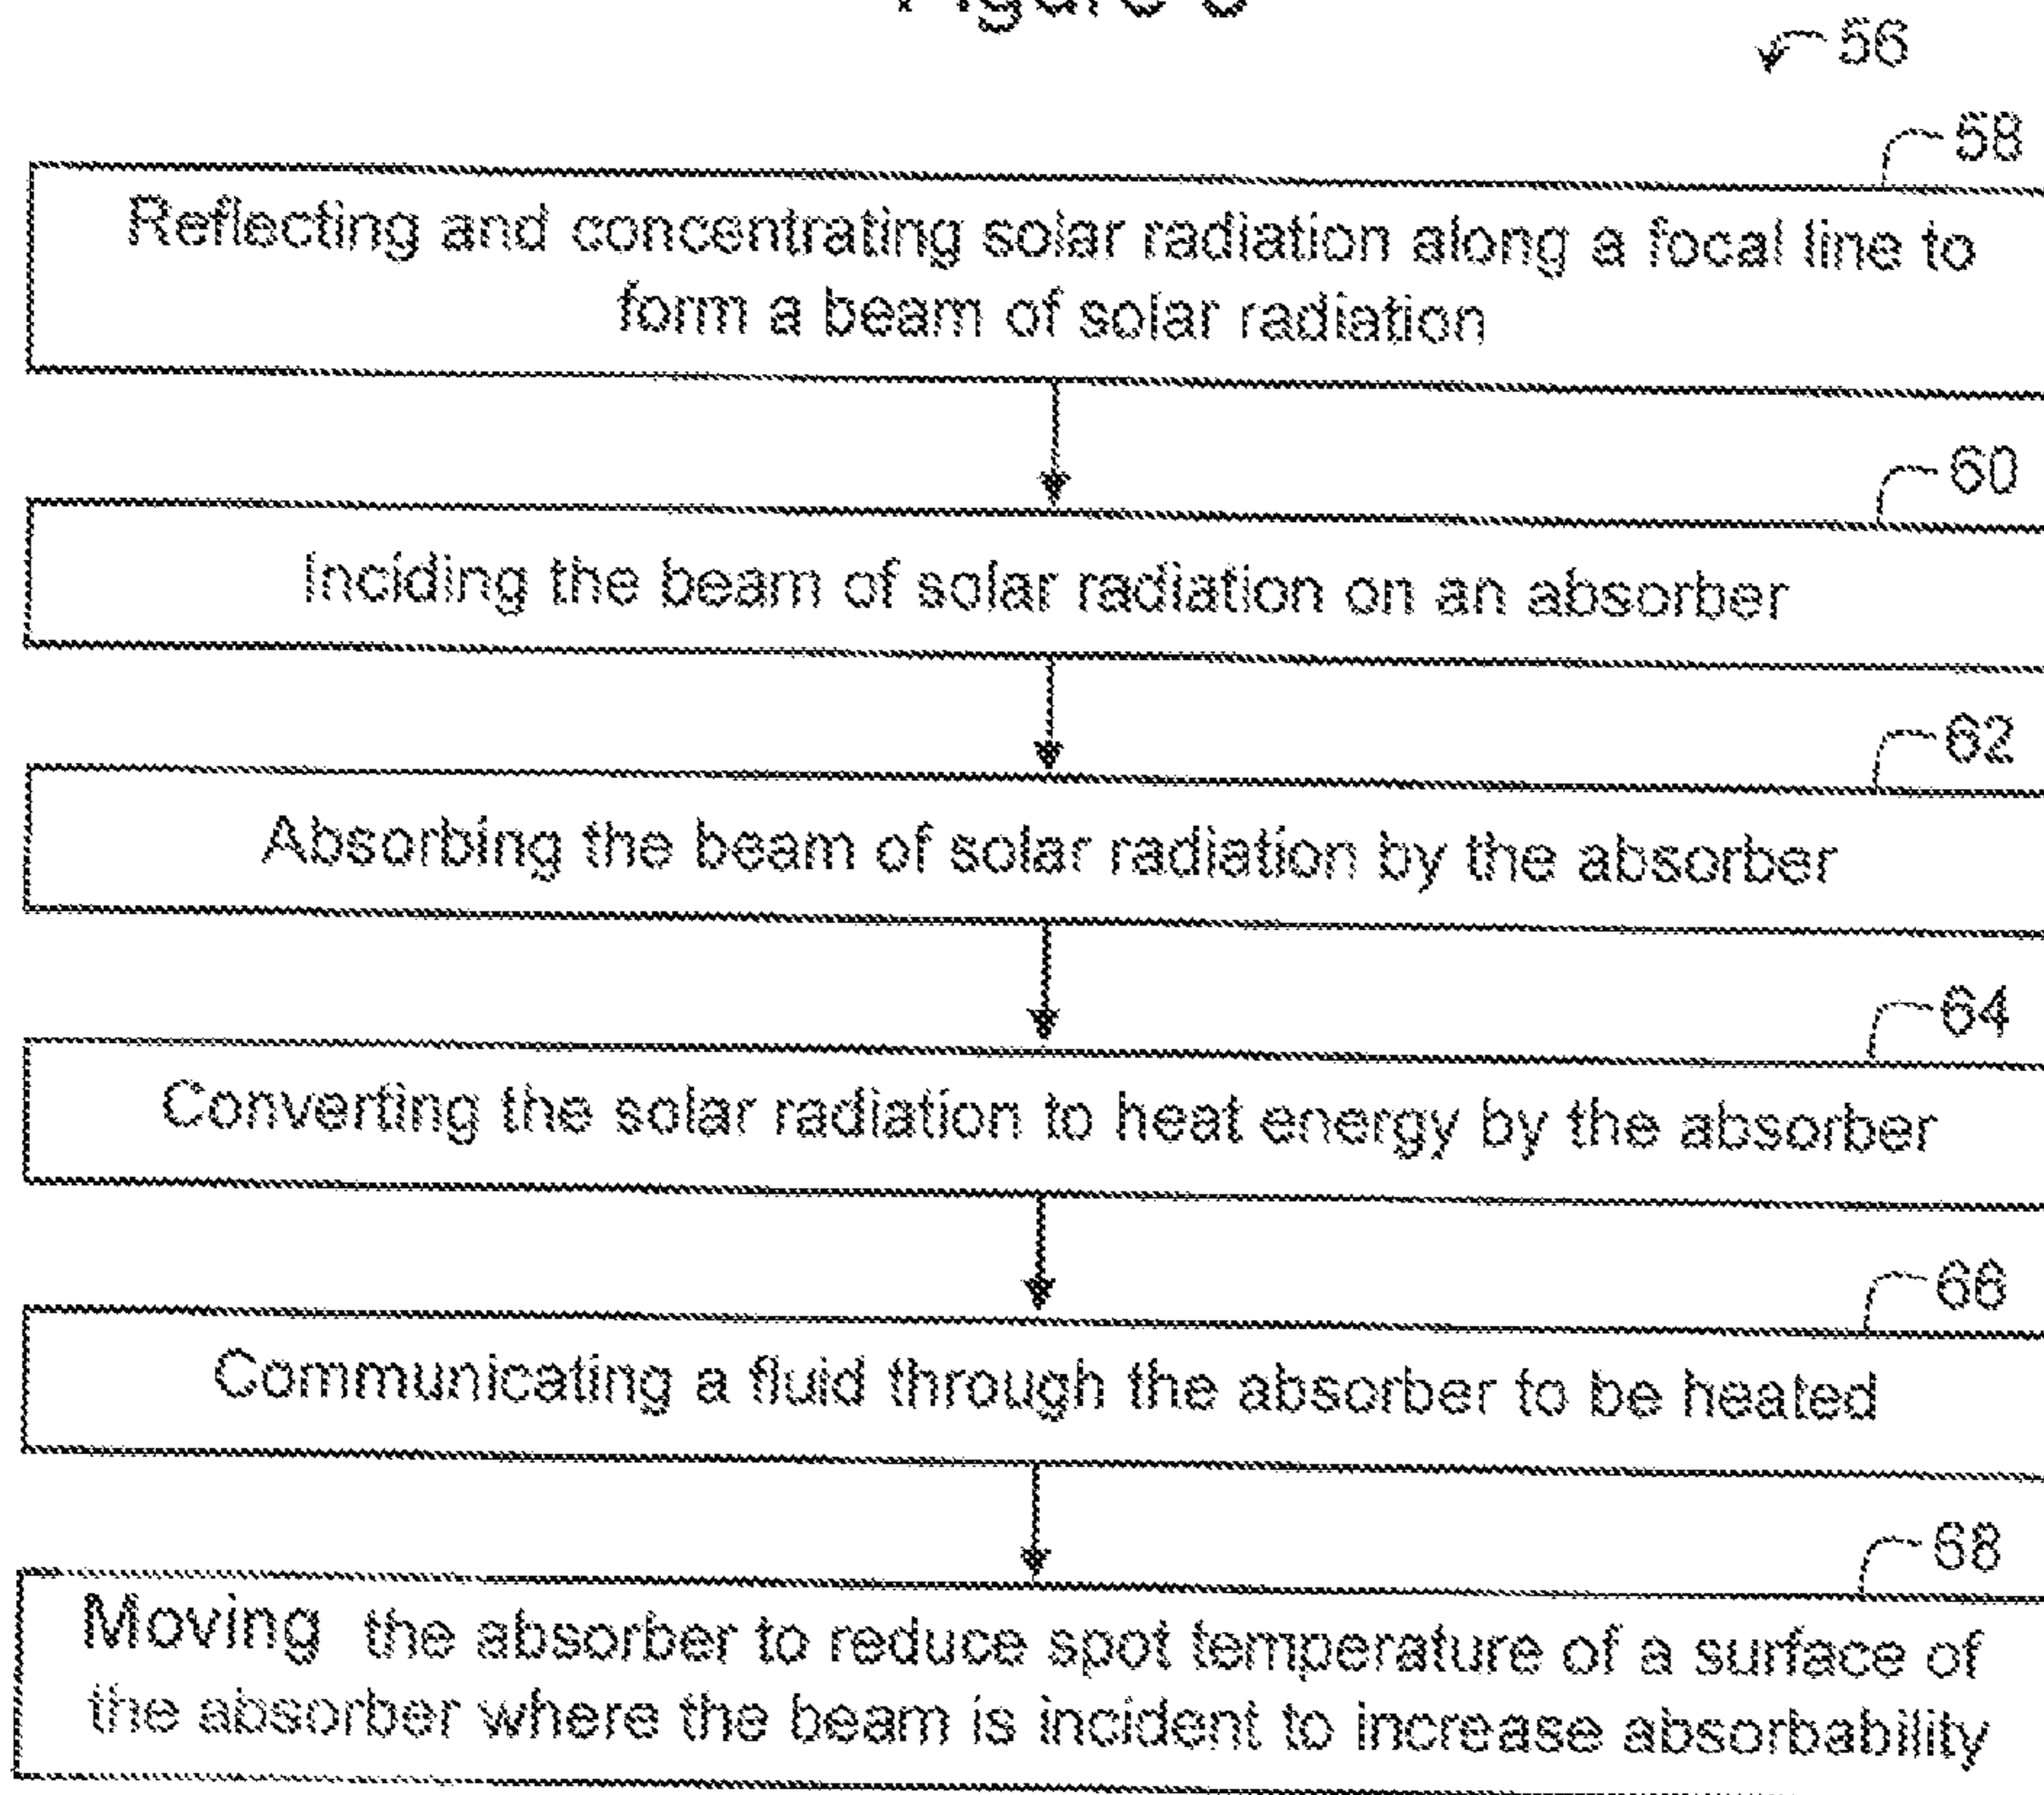 56
58
Reflecting and concentrating solar radiation along a focal line to
form a beam of solar radiation
60
Inciding the beam of solar radiation on an absorber
62
Absorbing the beam of solar radiation by the absorber
64
Converting the solar radiation to heat energy by the absorber
66
Communicating a fluid through the absorber to be heated
68
Moving the absorber to reduce spot temperature of a surface of
the absorber where the beam is incident to increase absorbability